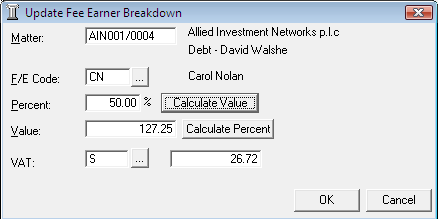 Update Fee Earner Breakdown
Matter: AIN001/0004 Allied Investment Networks p.l.c
Debt - David Walshe
F/E Code: CN ... Carol Nolan
Percent: 50.00 % Calculate Value
Value: 127.25 Calculate Percent
VAT: S ... 26.72
OK Cancel